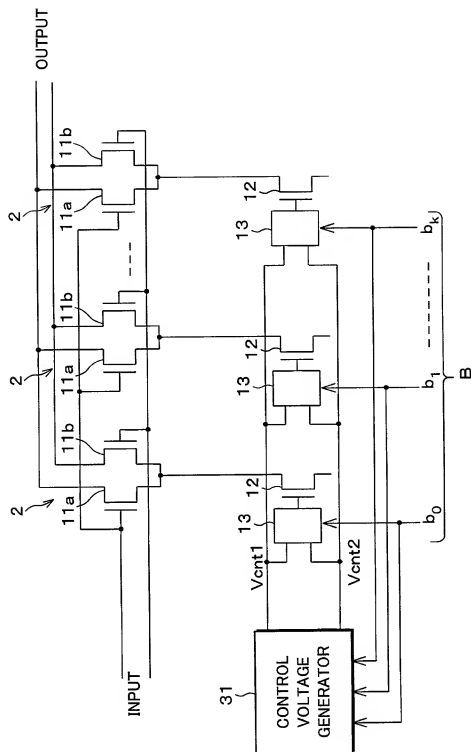 OUTPUT
2
2
2
11a
11b
11a
11b
11a
11b
INPUT
12
12
12
13
13
13
Vcnt1
Vcnt2
31
CONTROL
VOLTAGE
GENERATOR
b0
b1
bk
B